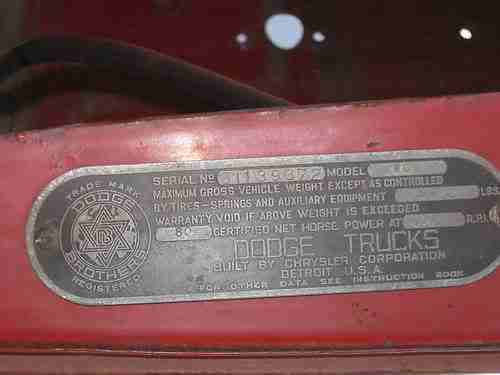 TRADE MARK
DODGE
DB
BROTHERS
REGISTERED
SERIAL NO MODEL
MAXIMUM GROSS VEHICLE WEIGHT EXCEPT AS CONTROLLED
BY TIRES-SPRINGS AND AUXILIARY EQUIPMENT LBS
WARRANTY VOID IF ABOVE WEIGHT IS EXCEEDED
80 CERTIFIED NET HORSE POWER AT R.P.M
DODGE TRUCKS
BUILT BY CHRYSLER CORPORATION
DETROIT U.S.A.
FOR OTHER DATA SEE INSTRUCTION BOOK